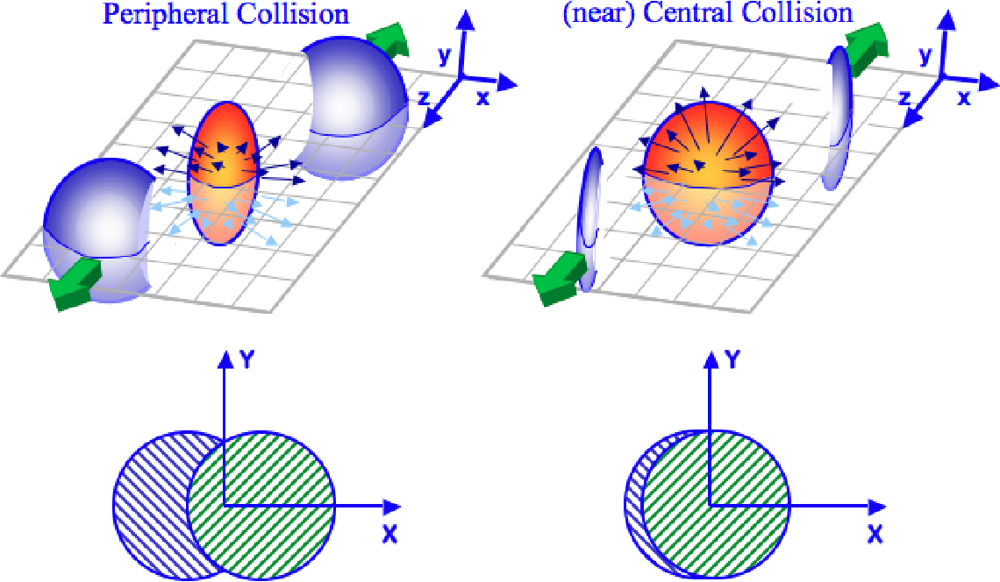 Peripheral Collision
(near) Central Collision
y
x
z
y
x
z
Y
X
Y
X